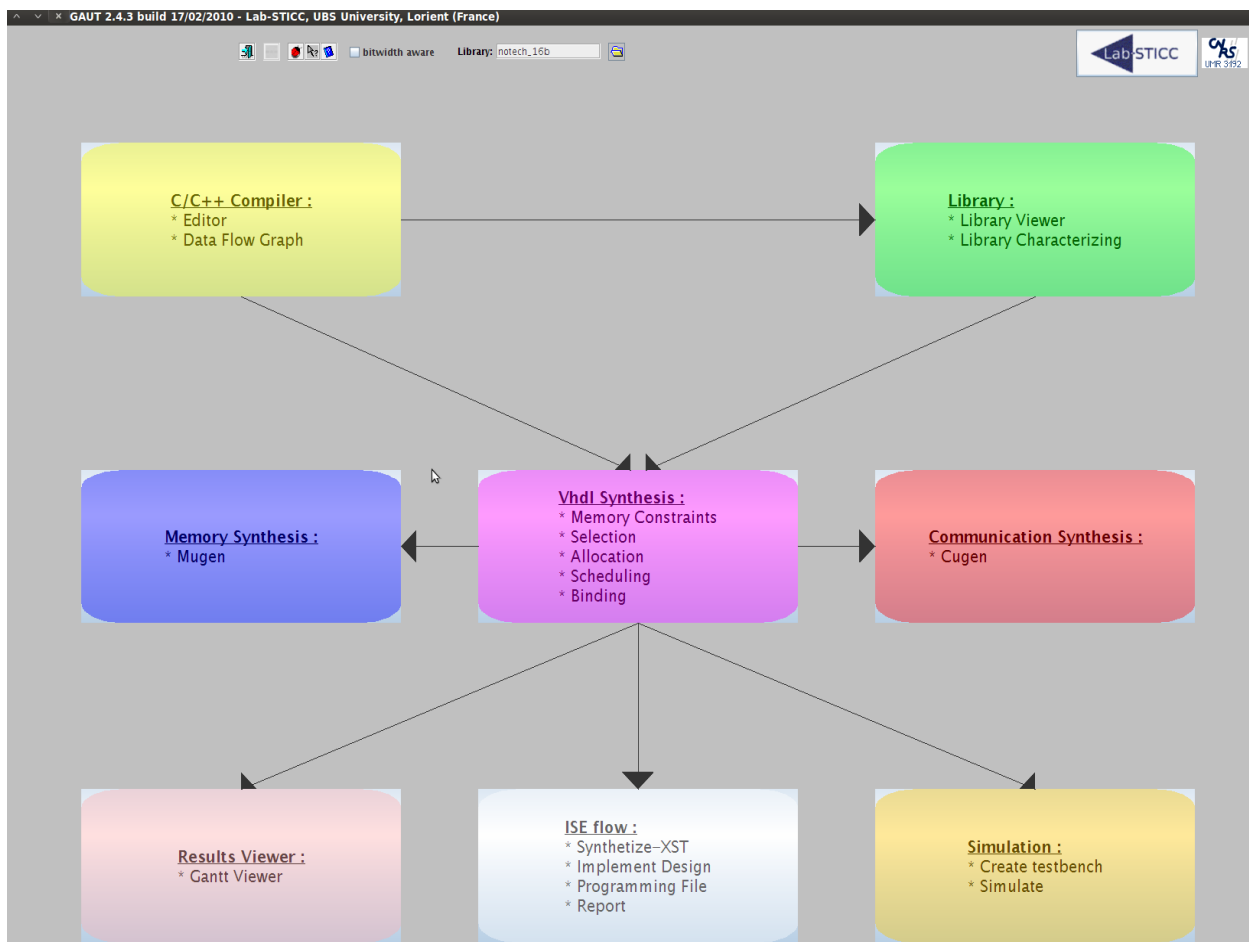 GAUT 2.4.3 build 17/02/2010 - Lab-STICC, UBS University, Lorient (France)
bitwidth aware Library: notech_16b
Lab-STICC
CNRS
UMR 3192
C/C++ Compiler :
* Editor
* Data Flow Graph
Library :
* Library Viewer
* Library Characterizing
Memory Synthesis :
* Mugen
Vhdl Synthesis :
* Memory Constraints
* Selection
* Allocation
* Scheduling
* Binding
Communication Synthesis :
* Cugen
Results Viewer :
* Gantt Viewer
ISE flow :
* Synthetize-XST
* Implement Design
* Programming File
* Report
Simulation :
* Create testbench
* Simulate